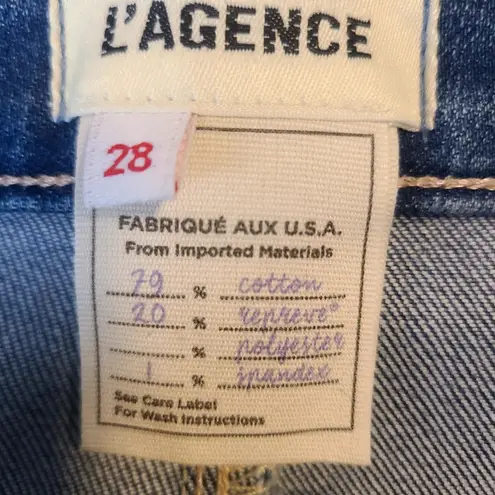 L'AGENCE
28
FABRIQUÉ AUX U.S.A.
From Imported Materials
79 % cotton
20 % repreve®
% polyester
1 % spandex
See Care Label
For Wash Instructions